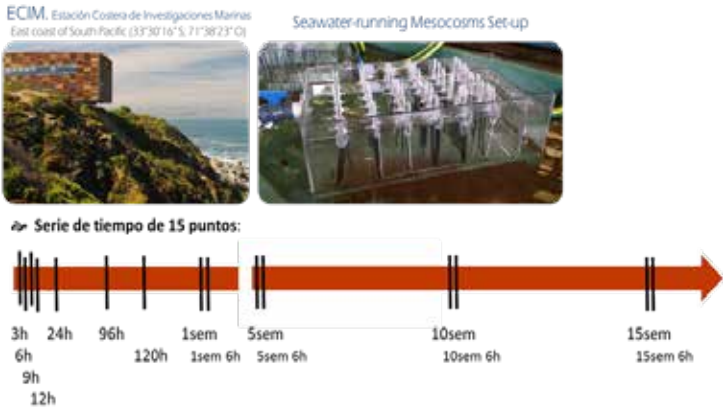 ECIM. Estación Costera de Investigaciones Marinas
East coast of South Pacific (33°30'16" S; 71°38'23" O)
Seawater-running Mesocosms Set-up
Serie de tiempo de 15 puntos:
3h 24h 96h 1sem 5sem 10sem 15sem
6h 120h 1sem 6h 5sem 6h 10sem 6h 15sem 6h
9h
12h